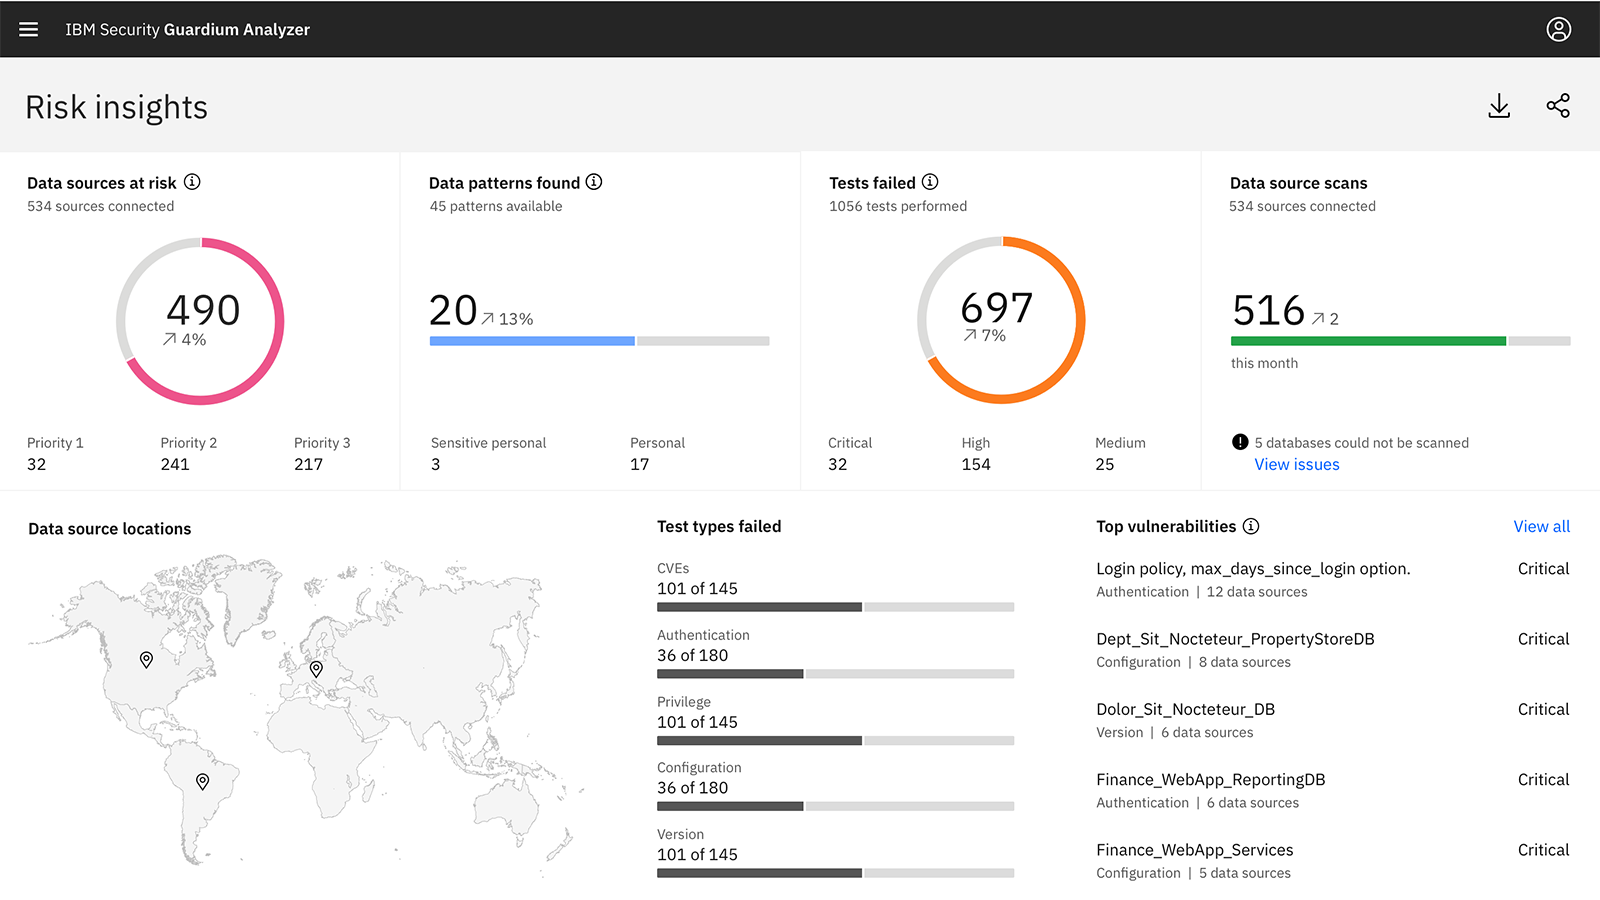 IBM Security Guardium Analyzer
Risk insights
Data sources at risk
534 sources connected
490
4%
Priority 1
32
Priority 2
241
Priority 3
217
Data patterns found
45 patterns available
20
13%
Sensitive personal
3
Personal
17
Tests failed
1056 tests performed
697
7%
Critical
32
High
154
Medium
25
Data source scans
534 sources connected
516
2
this month
5 databases could not be scanned
View issues
Data source locations
Test types failed
CVEs
101 of 145
Authentication
36 of 180
Privilege
101 of 145
Configuration
36 of 180
Version
101 of 145
Top vulnerabilities
View all
Login policy, max_days_since_login option.
Critical
Authentication | 12 data sources
Dept_Sit_Nocteteur_PropertyStoreDB
Critical
Configuration | 8 data sources
Dolor_Sit_Nocteteur_DB
Critical
Version | 6 data sources
Finance_WebApp_ReportingDB
Critical
Authentication | 6 data sources
Finance_WebApp_Services
Critical
Configuration | 5 data sources